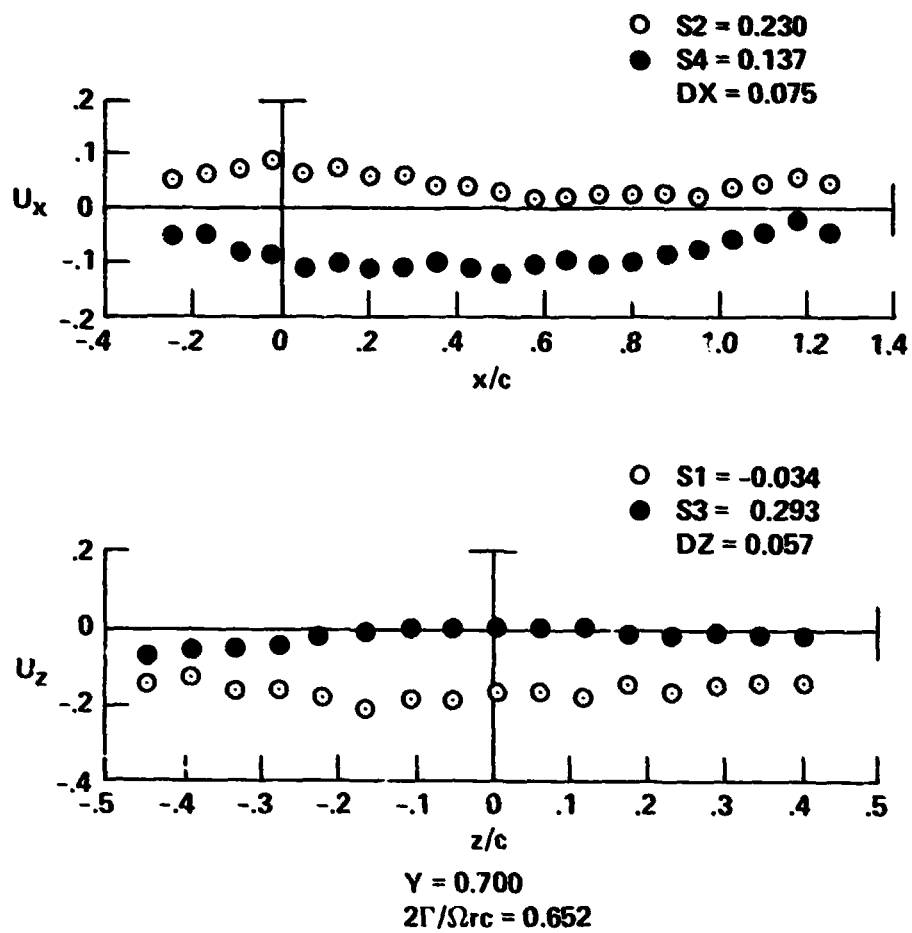 S2 = 0.230
S4 = 0.137
DX = 0.075
.2
.1
0
-.1
-.2
Ux
-.4 -.2 0 .2 .4 .6 .8 1.0 1.2 1.4
x/c
S1 = -0.034
S3 = 0.293
DZ = 0.057
.2
0
-.2
-.4
Uz
-.5 -.4 -.3 -.2 -.1 0 .1 .2 .3 .4 .5
z/c
Y = 0.700
2Γ/Ωrc = 0.652